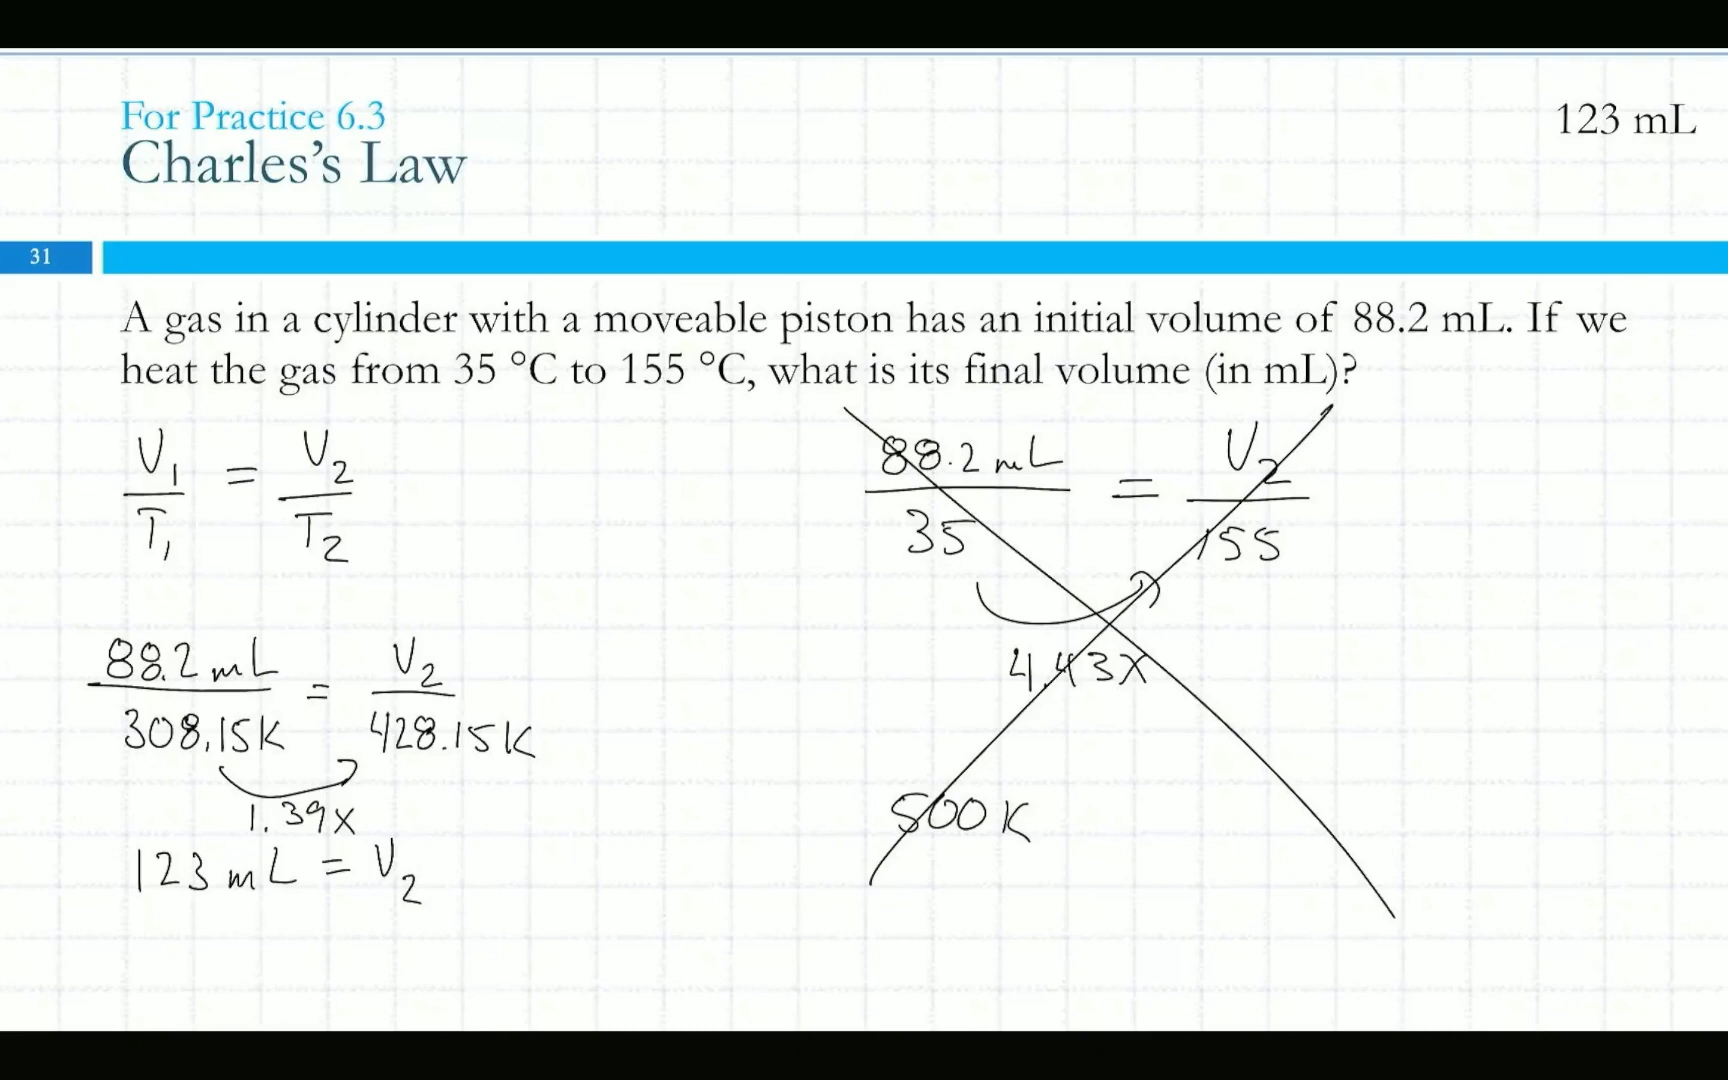 For Practice 6.3
123 mL
Charles's Law
31
A gas in a cylinder with a moveable piston has an initial volume of 88.2 mL. If we
heat the gas from 35 °C to 155 °C, what is its final volume (in mL)?
V₁ = V₂
T₁ T₂
88.2 mL = V₂
308.15K 428.15K
1.39x
123 mL = V₂
88.2 mL = V₂
35 155
4.43x
500 K